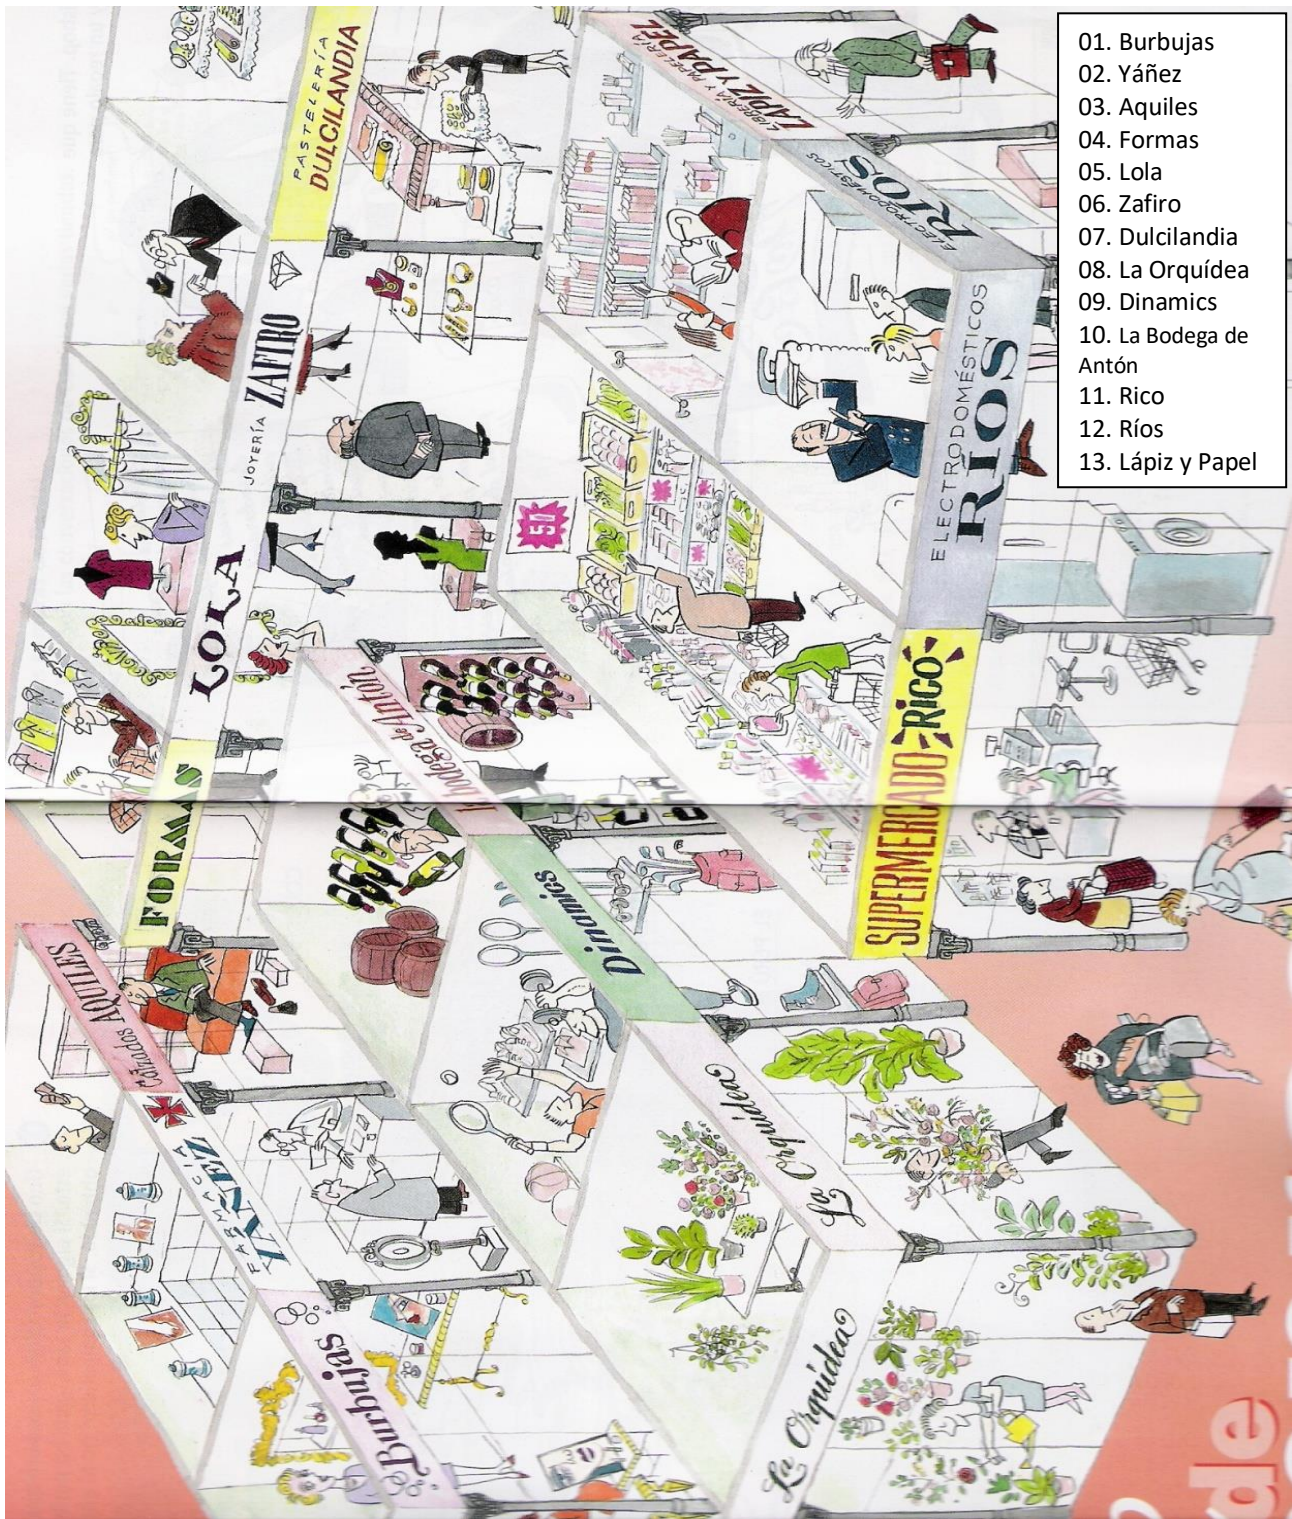 01. Burbujas
02. Yáñez
03. Aquiles
04. Formas
05. Lola
06. Zafiro
07. Dulcilandia
08. La Orquídea
09. Dinamics
10. La Bodega de
Antón
11. Rico
12. Ríos
13. Lápiz y Papel
Burbujas
FARMACIA
YÁÑEZ
Calzados AQUILES
FORMAS
LOLA
JOYERÍA ZAFIRO
PASTELERÍA
DULCILANDIA
La Orquídea
La Orquídea
Dinamics
La bodega de Antón
SUPERMERCADO RICO
ELECTRODOMÉSTICOS
RÍOS
ELECTRODOMÉSTICOS
RÍOS
LIBRERÍA Y PAPELERÍA
LÁPIZ Y PAPEL
de